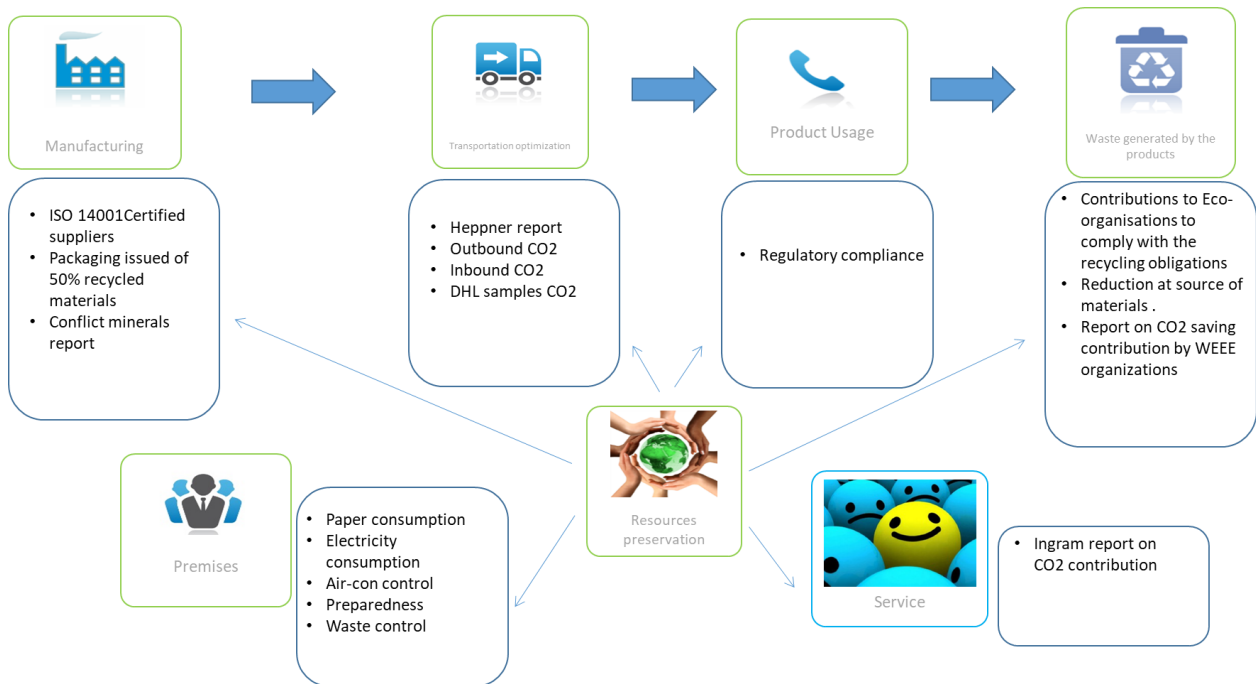 Manufacturing
Transportation optimization
Product Usage
Waste generated by the
products
• ISO 14001Certified
suppliers
• Packaging issued of
50% recycled
materials
• Conflict minerals
report
• Heppner report
• Outbound CO2
• Inbound CO2
• DHL samples CO2
• Regulatory compliance
• Contributions to Eco-
organisations to
comply with the
recycling obligations
• Reduction at source of
materials .
• Report on CO2 saving
contribution by WEEE
organizations
Resources
preservation
Premises
• Paper consumption
• Electricity
consumption
• Air-con control
• Preparedness
• Waste control
Service
• Ingram report on
CO2 contribution